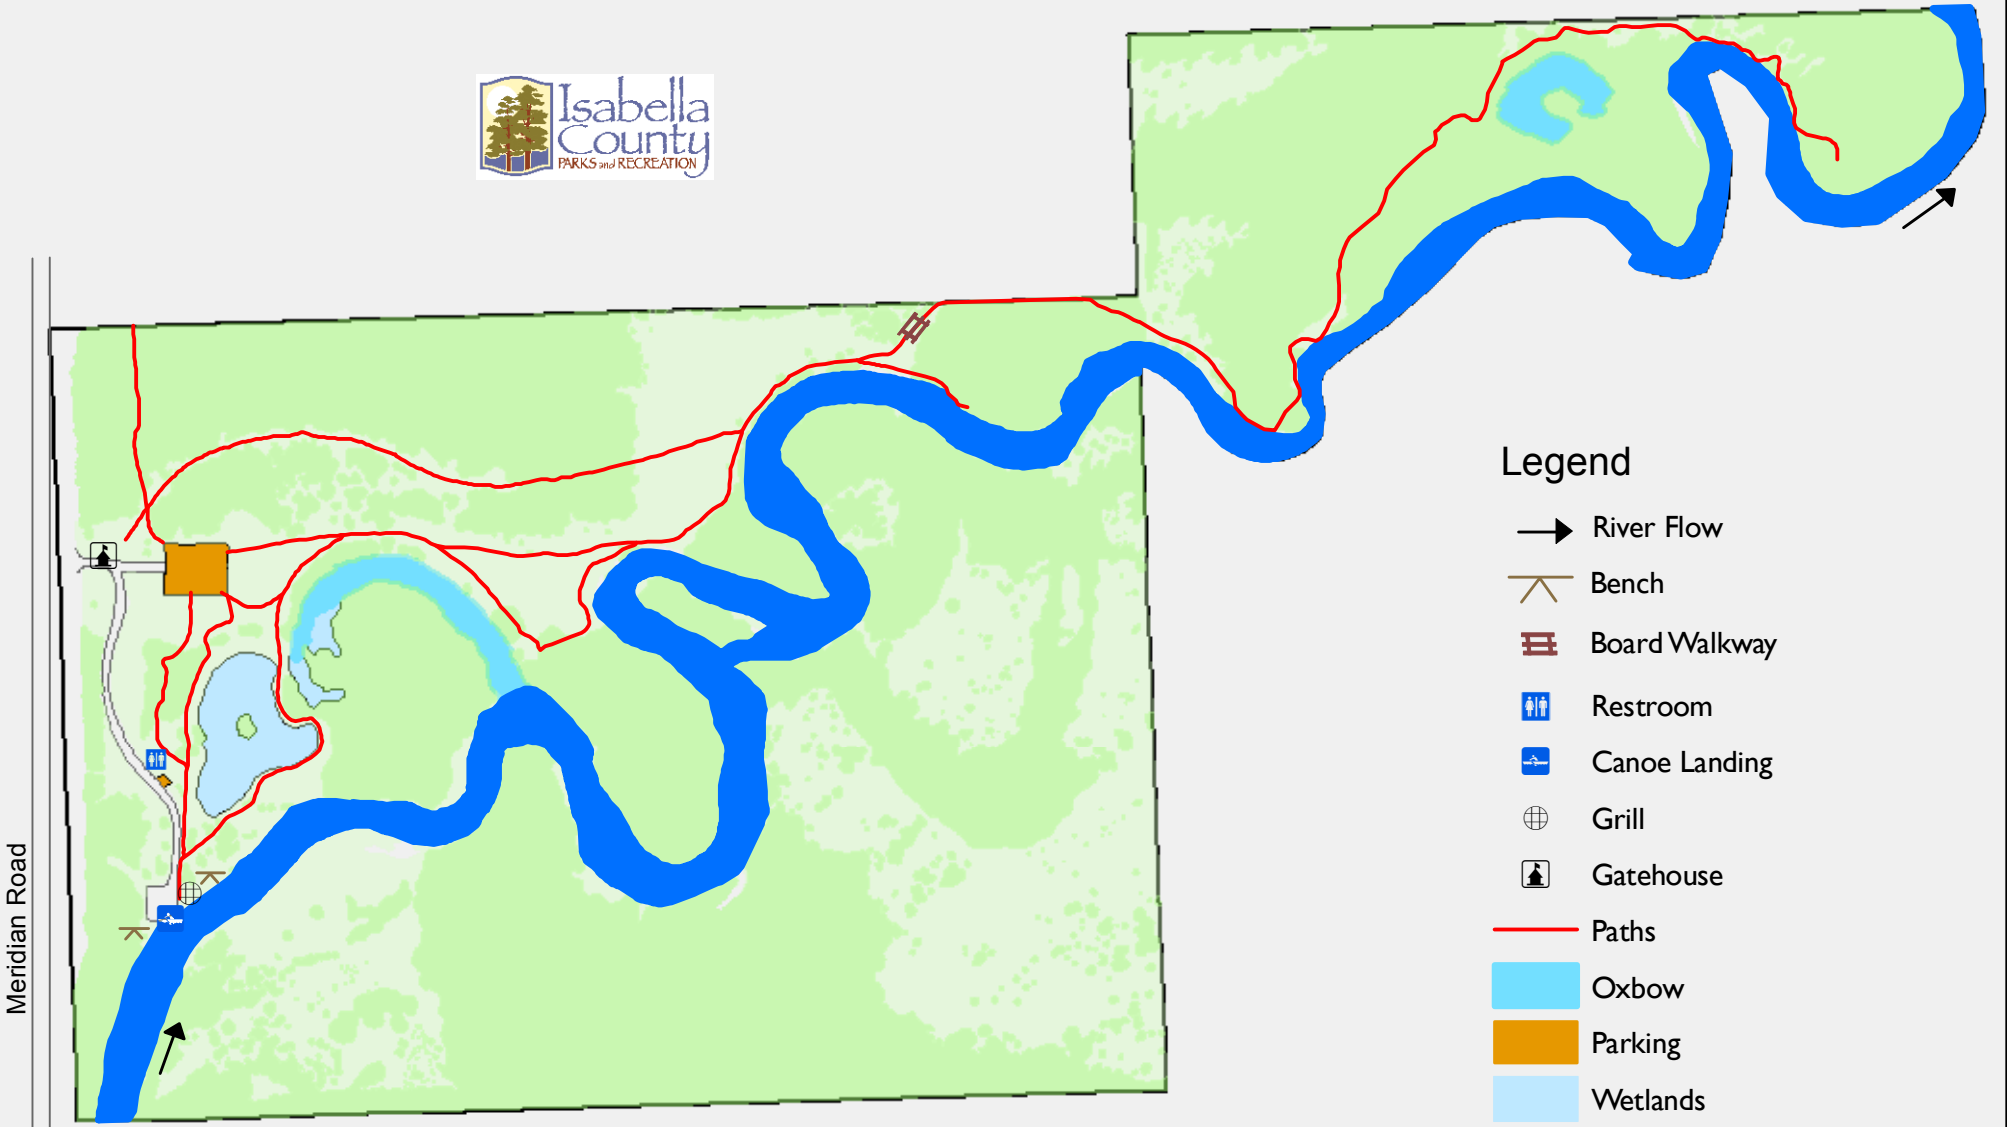 Isabella
County
PARKS and RECREATION
Meridian Road
Legend
River Flow
Bench
Board Walkway
Restroom
Canoe Landing
Grill
Gatehouse
Paths
Oxbow
Parking
Wetlands